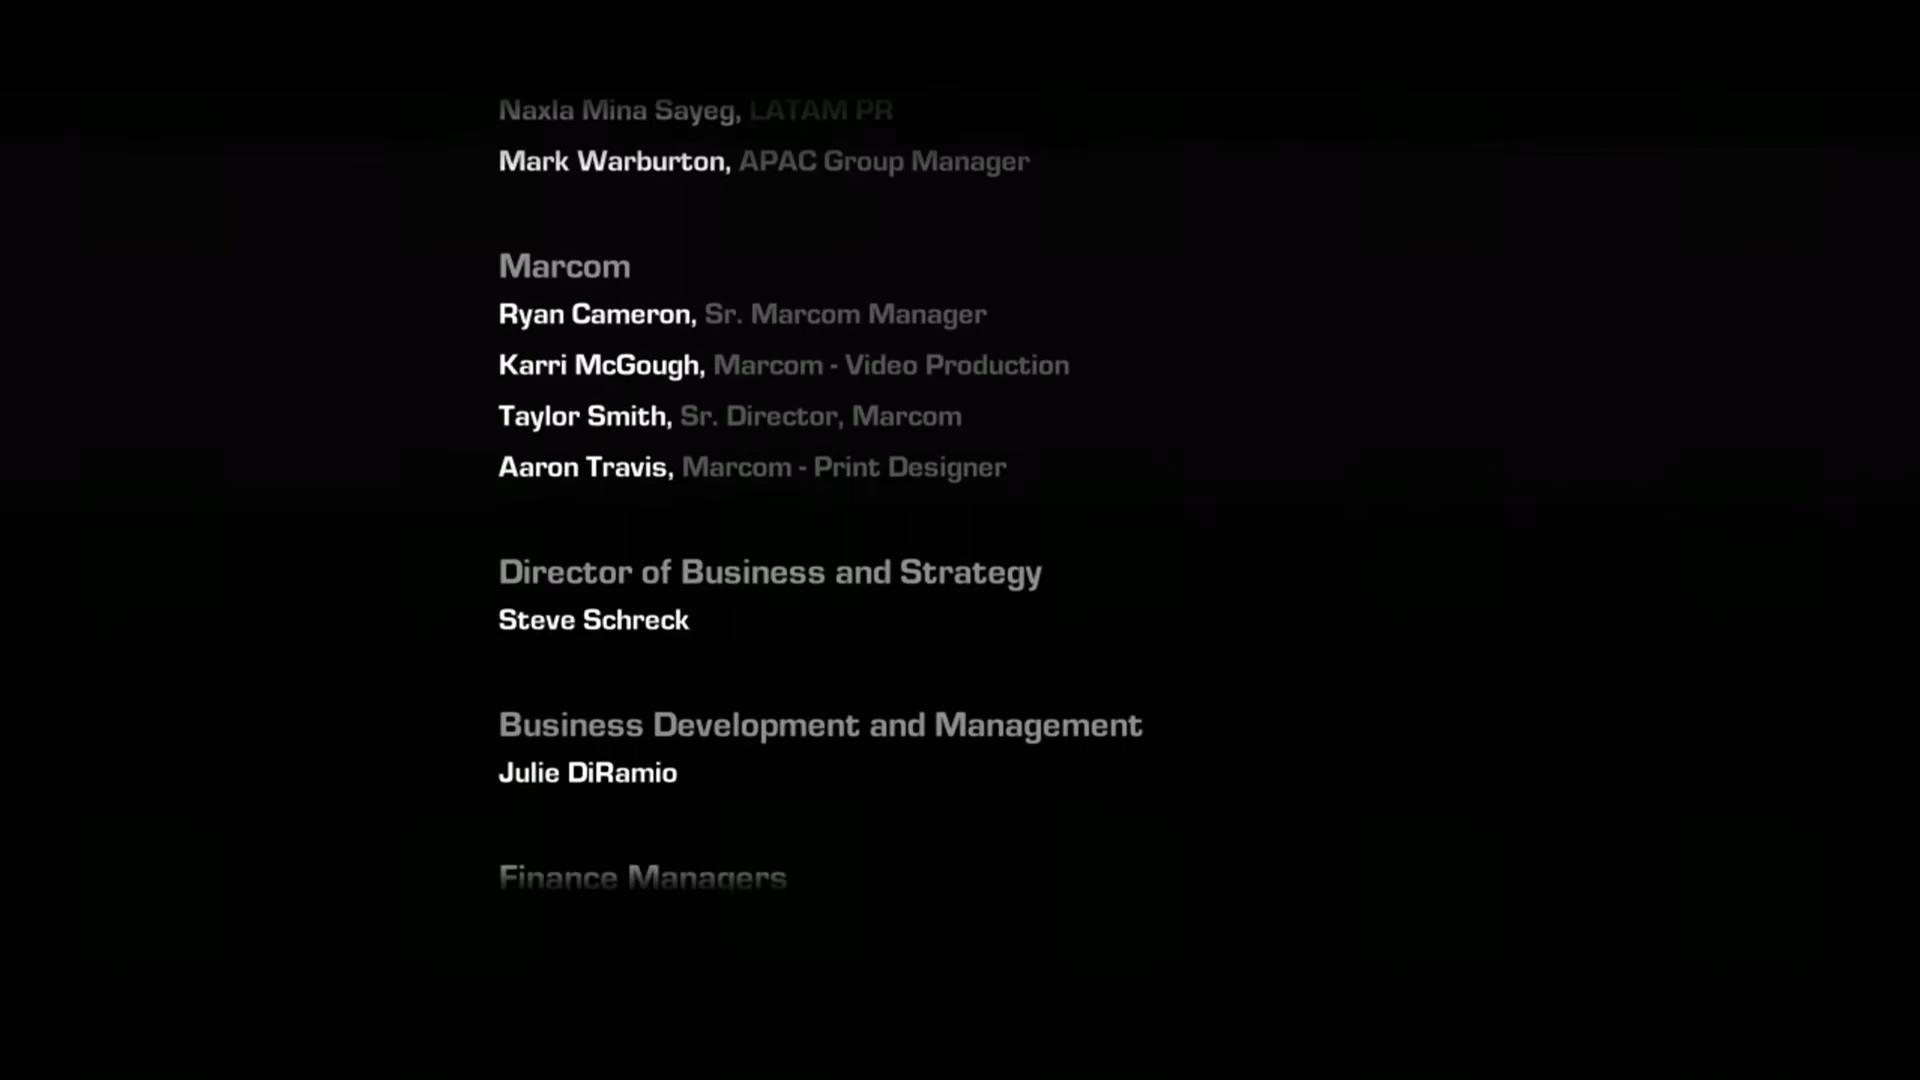 Naxla Mina Sayeg, LATAM PR
Mark Warburton, APAC Group Manager
Marcom
Ryan Cameron, Sr. Marcom Manager
Karri McGough, Marcom - Video Production
Taylor Smith, Sr. Director, Marcom
Aaron Travis, Marcom - Print Designer
Director of Business and Strategy
Steve Schreck
Business Development and Management
Julie DiRamio
Finance Managers